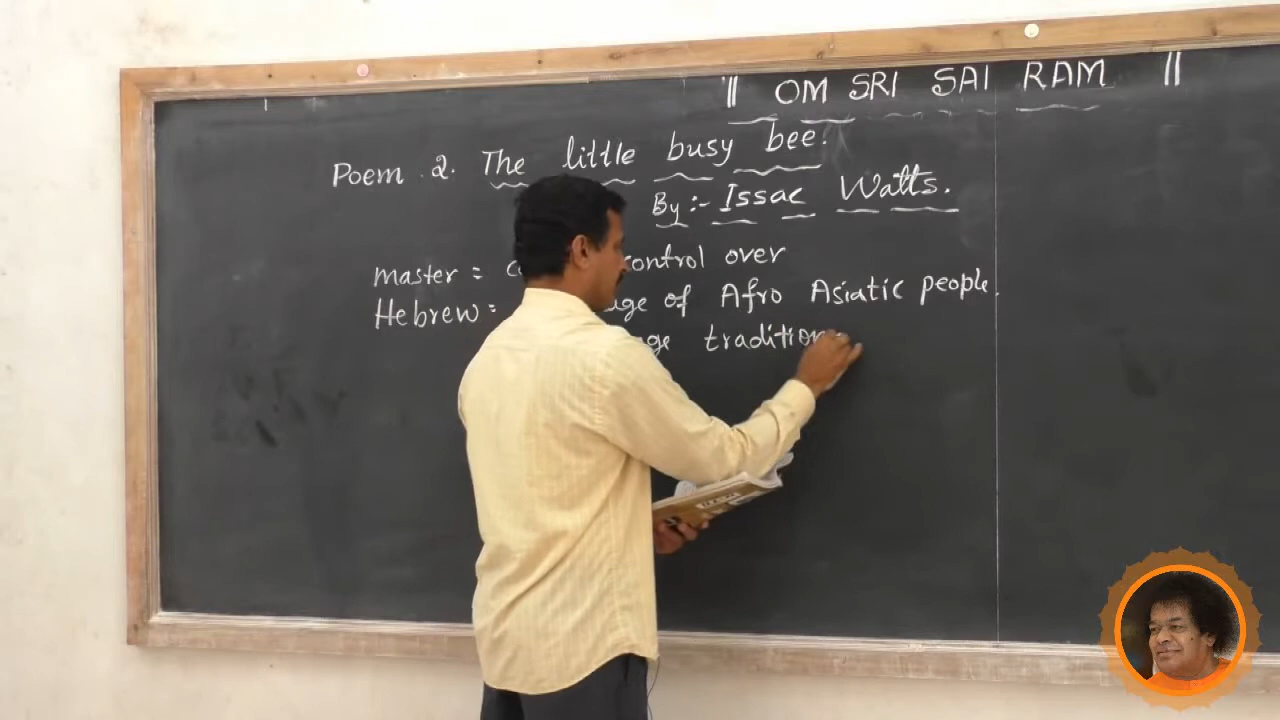 || OM SRI SAI RAM ||
Poem 2. The little busy bee.
By :- Issac Watts.
master = control over
Hebrew = of Afro Asiatic people.
tradition